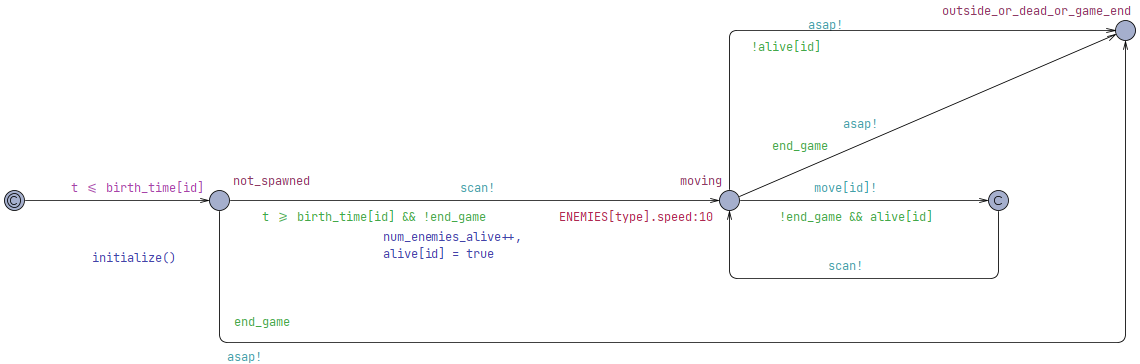 outside_or_dead_or_game_end
asap!
!alive[id]
asap!
end_game
t ≤ birth_time[id]
not_spawned
scan!
moving
move[id]!
C
C
t ≥ birth_time[id] && !end_game
ENEMIES[type].speed:10
!end_game && alive[id]
num_enemies_alive++,
alive[id] = true
initialize()
scan!
end_game
asap!